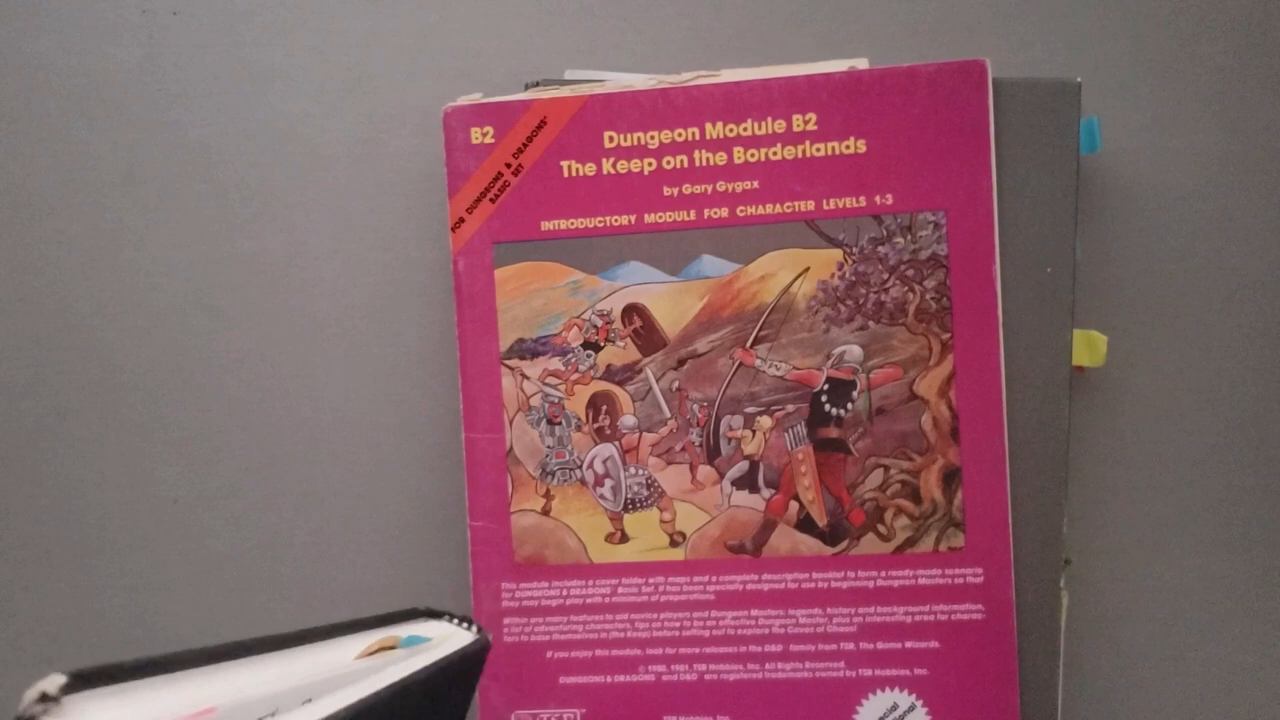 B2
FOR DUNGEONS & DRAGONS®
BASIC SET
Dungeon Module B2
The Keep on the Borderlands
by Gary Gygax
INTRODUCTORY MODULE FOR CHARACTER LEVELS 1-3
This module includes a cover folder with maps and a complete description booklet to form a ready-made scenario
for DUNGEONS & DRAGONS® Basic Set. It has been specially designed for use by beginning Dungeon Masters so that
they may begin play with a minimum of preparations.
Within are many features to aid novice players and Dungeon Masters: legends, history and background information,
a list of adventuring characters, tips on how to be an effective Dungeon Master, plus an interesting area for charac-
ters to base themselves in (the Keep) before setting out to explore the Caves of Chaos!
If you enjoy this module, look for more releases in the D&D family from TSR, The Game Wizards.
© 1980, 1981, TSR Hobbies, Inc. All Rights Reserved.
DUNGEONS & DRAGONS and D&D are registered trademarks owned by TSR Hobbies, Inc.
TSR
TSR Hobbies, Inc.